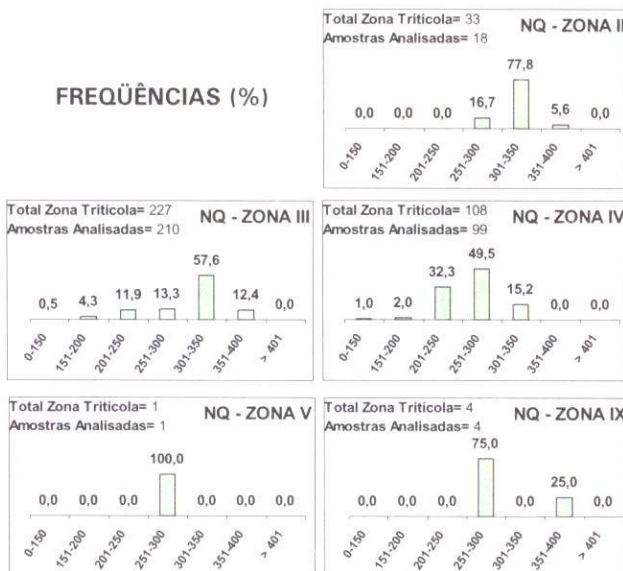 FREQÜÊNCIAS (%)
Total Zona Tritícola= 33
Amostras Analisadas= 18
NQ - ZONA II
0,0 0,0 0,0 16,7 77,8 5,6 0,0
0-150 151-200 201-250 251-300 301-350 351-400 > 401
Total Zona Tritícola= 227
Amostras Analisadas= 210
NQ - ZONA III
0,5 4,3 11,9 13,3 57,6 12,4 0,0
0-150 151-200 201-250 251-300 301-350 351-400 > 401
Total Zona Tritícola= 108
Amostras Analisadas= 99
NQ - ZONA IV
1,0 2,0 32,3 49,5 15,2 0,0 0,0
0-150 151-200 201-250 251-300 301-350 351-400 > 401
Total Zona Tritícola= 1
Amostras Analisadas= 1
NQ - ZONA V
0,0 0,0 0,0 100,0 0,0 0,0 0,0
0-150 151-200 201-250 251-300 301-350 351-400 > 401
Total Zona Tritícola= 4
Amostras Analisadas= 4
NQ - ZONA IX
0,0 0,0 0,0 75,0 0,0 25,0 0,0
0-150 151-200 201-250 251-300 301-350 351-400 > 401